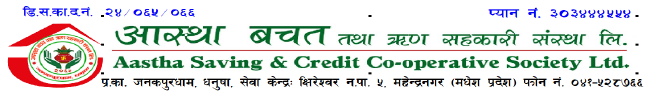 डि.स.का.द.नं. २४/०६५/०६६ प्यान नं. ३०३४४४५५४
आस्था बचत तथा ऋण सहकारी संस्था लि.
Aastha Saving & Credit Co-operative Society Ltd.
प्र.का. जनकपुरधाम, धनुषा, सेवा केन्द्रः क्षिरेश्वर न.पा. ५, महेन्द्रनगर (मधेश प्रदेश) फोन नं. ०४१-५२८७६६